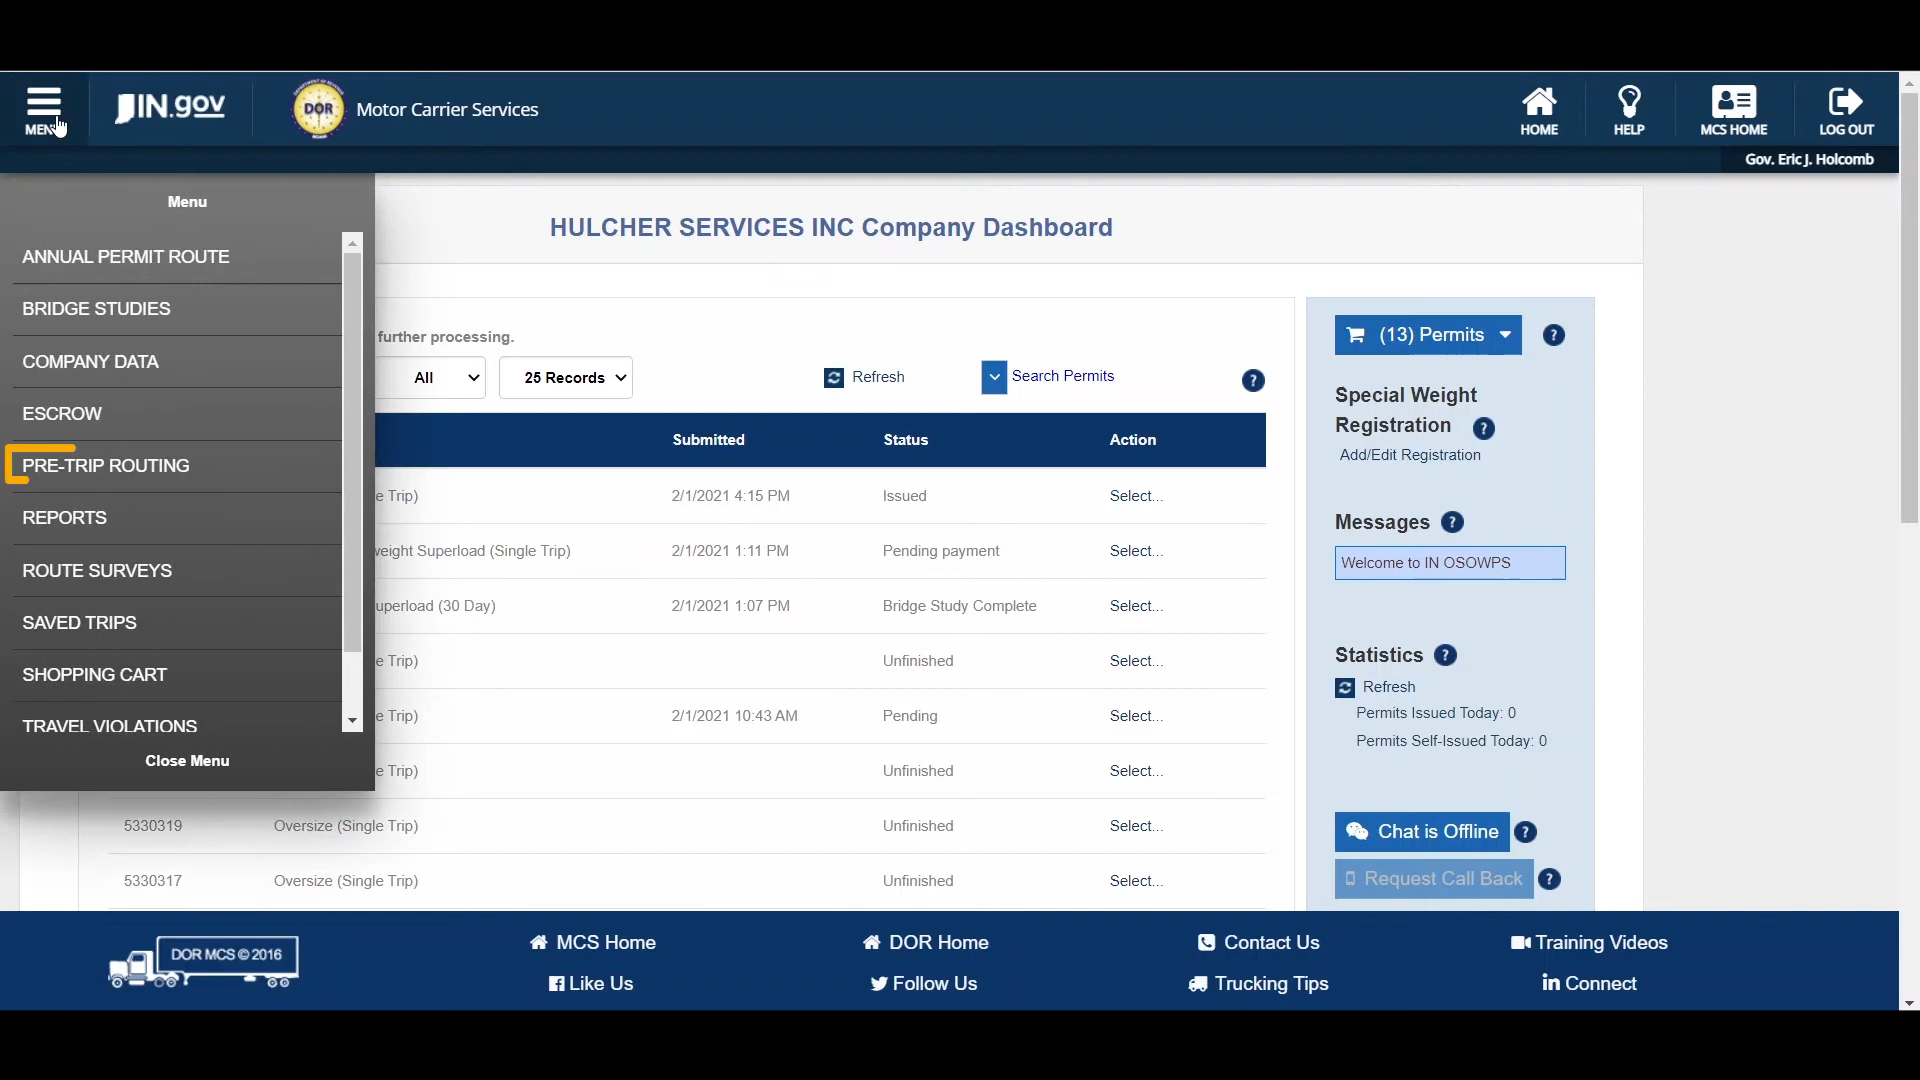 MENU
IN.gov
DOR
Motor Carrier Services
HOME
HELP
MCS HOME
LOG OUT
Gov. Eric J. Holcomb
Menu
ANNUAL PERMIT ROUTE
BRIDGE STUDIES
COMPANY DATA
ESCROW
PRE-TRIP ROUTING
REPORTS
ROUTE SURVEYS
SAVED TRIPS
SHOPPING CART
TRAVEL VIOLATIONS
Close Menu
HULCHER SERVICES INC Company Dashboard
further processing.
All
25 Records
Refresh
Search Permits
?
Submitted Status Action
e Trip) 2/1/2021 4:15 PM Issued Select...
veight Superload (Single Trip) 2/1/2021 1:11 PM Pending payment Select...
uperload (30 Day) 2/1/2021 1:07 PM Bridge Study Complete Select...
e Trip) Unfinished Select...
e Trip) 2/1/2021 10:43 AM Pending Select...
e Trip) Unfinished Select...
5330319 Oversize (Single Trip) Unfinished Select...
5330317 Oversize (Single Trip) Unfinished Select...
(13) Permits ?
Special Weight
Registration ?
Add/Edit Registration
Messages ?
Welcome to IN OSOWPS
Statistics ?
Refresh
Permits Issued Today: 0
Permits Self-Issued Today: 0
Chat is Offline ?
Request Call Back ?
DOR MCS © 2016
MCS Home
DOR Home
Contact Us
Training Videos
Like Us
Follow Us
Trucking Tips
Connect